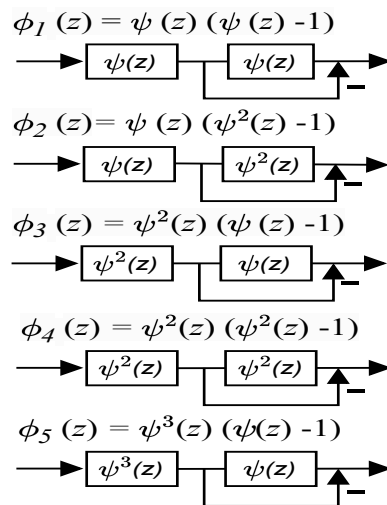 ϕ₁ (z) = ψ (z) (ψ (z) -1)
ψ(z) ψ(z)
−
ϕ₂ (z)= ψ (z) (ψ²(z) -1)
ψ(z) ψ²(z)
−
ϕ₃ (z) = ψ²(z) (ψ (z) -1)
ψ²(z) ψ(z)
−
ϕ₄ (z) = ψ²(z) (ψ²(z) -1)
ψ²(z) ψ²(z)
−
ϕ₅ (z) = ψ³(z) (ψ(z) -1)
ψ³(z) ψ(z)
−